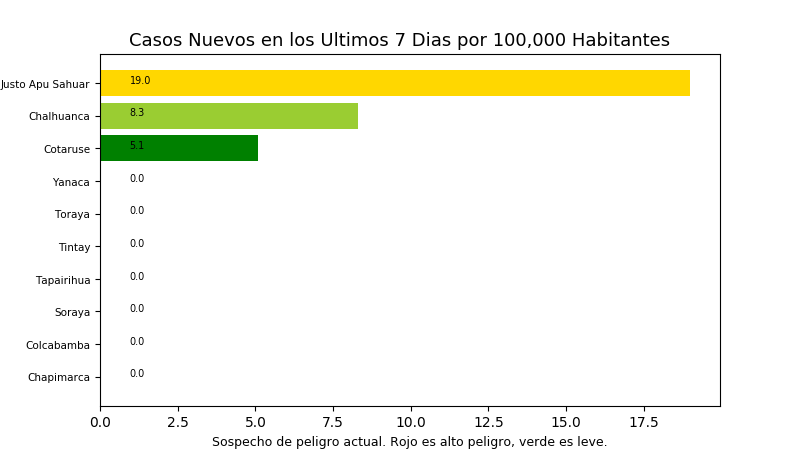 Casos Nuevos en los Ultimos 7 Dias por 100,000 Habitantes
Justo Apu Sahuar 19.0
Chalhuanca 8.3
Cotaruse 5.1
Yanaca 0.0
Toraya 0.0
Tintay 0.0
Tapairihua 0.0
Soraya 0.0
Colcabamba 0.0
Chapimarca 0.0
0.0 2.5 5.0 7.5 10.0 12.5 15.0 17.5
Sospecho de peligro actual. Rojo es alto peligro, verde es leve.